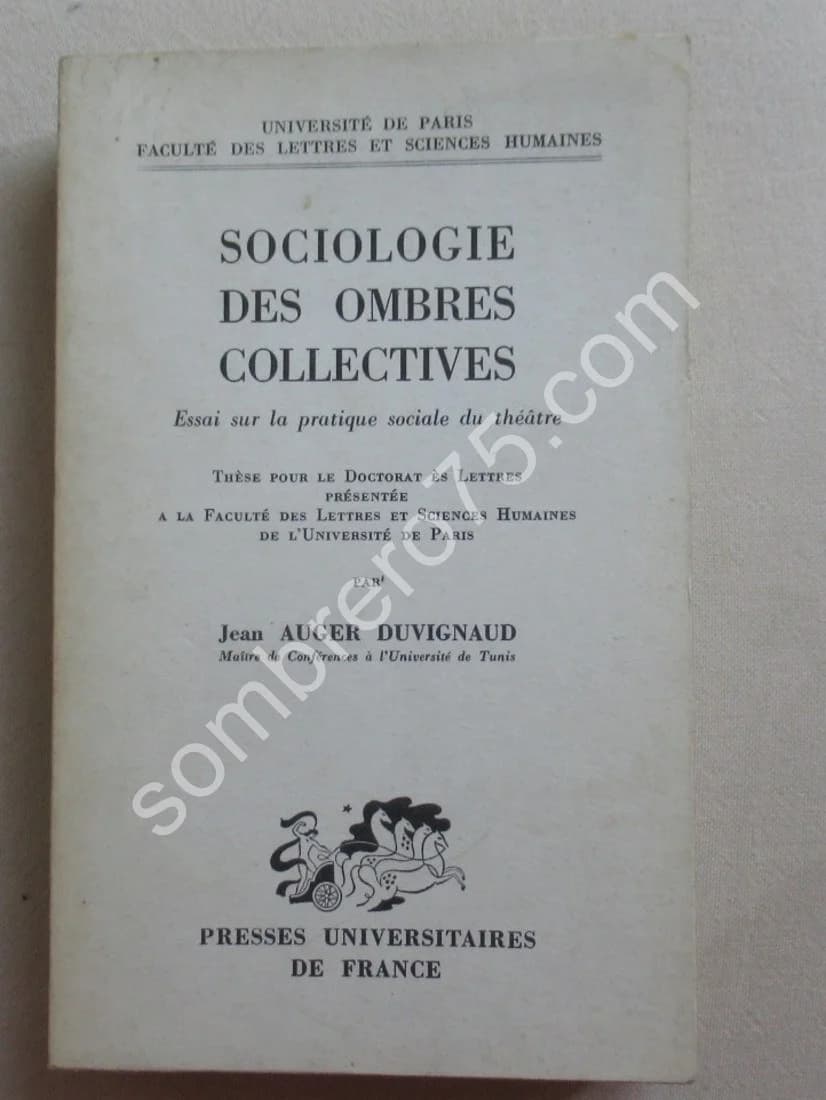 UNIVERSITÉ DE PARIS
FACULTÉ DES LETTRES ET SCIENCES HUMAINES
SOCIOLOGIE
DES OMBRES
COLLECTIVES
Essai sur la pratique sociale du théâtre
THÈSE POUR LE DOCTORAT ÈS LETTRES
PRÉSENTÉE
A LA FACULTÉ DES LETTRES ET SCIENCES HUMAINES
DE L'UNIVERSITÉ DE PARIS
PAR
Jean AUGER DUVIGNAUD
Maître de Conférences à l'Université de Tunis
PRESSES UNIVERSITAIRES
DE FRANCE
sombrero75.com